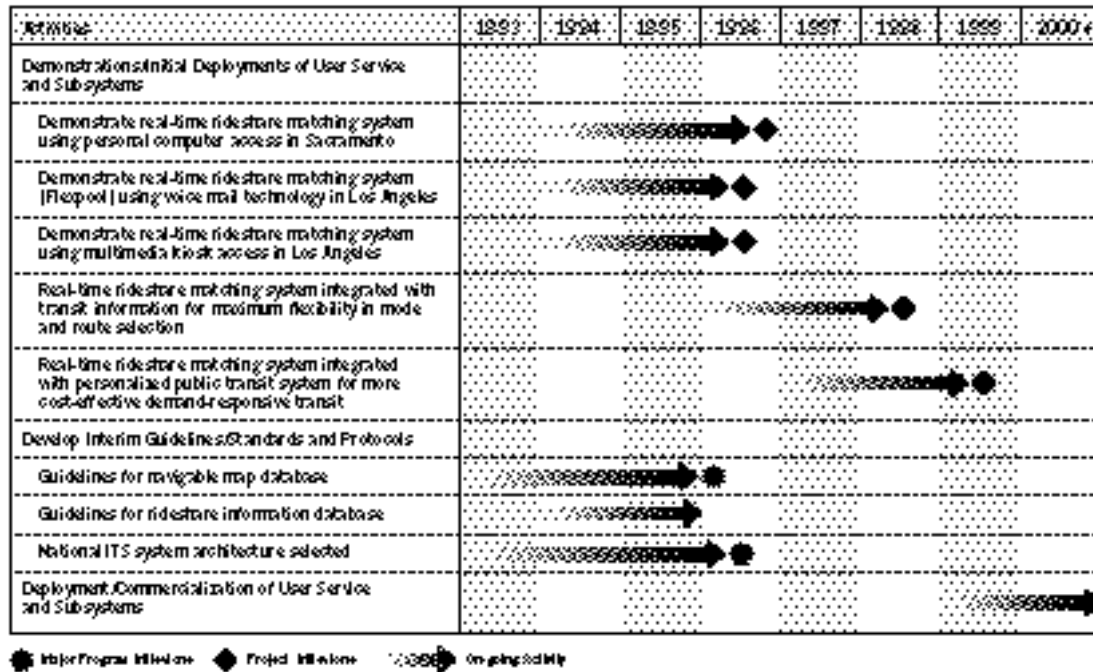 Activities 1993 1994 1995 1996 1997 1998 1999 2000 +
Demonstrations/Initial Deployments of User Service
and Subsystems
Demonstrate real-time rideshare matching system
using personal computer access in Sacramento
Demonstrate real-time rideshare matching system
(Flexpool) using voice mail technology in Los Angeles
Demonstrate real-time rideshare matching system
using multimedia kiosk access in Los Angeles
Real-time rideshare matching system integrated with
transit information for maximum flexibility in mode
and route selection
Real-time rideshare matching system integrated
with personalized public transit system for more
cost-effective demand-responsive transit
Develop Interim Guidelines/Standards and Protocols
Guidelines for navigable map database
Guidelines for rideshare information database
National ITS system architecture selected
Deployment/Commercialization of User Service
and Subsystems
Major Program Milestone Project Milestone On-going Activity